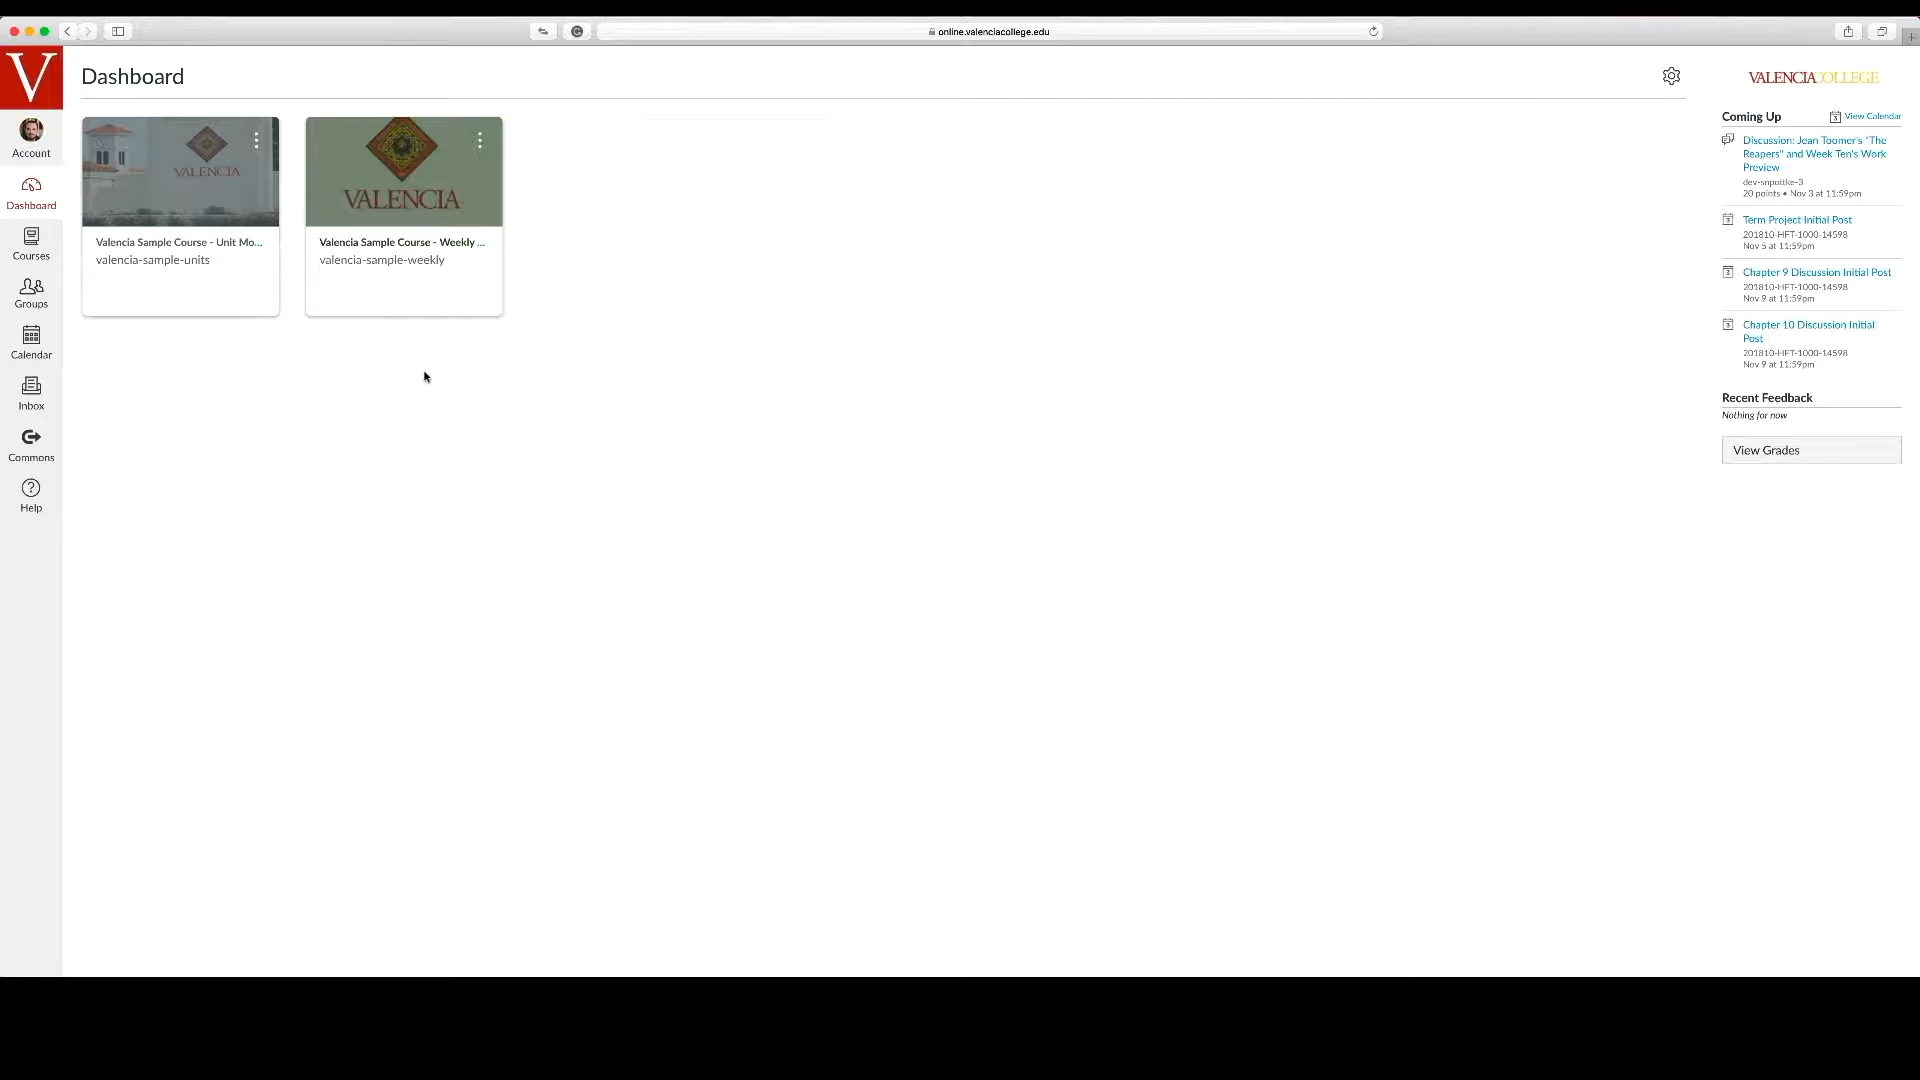 online.valenciacollege.edu
V
Dashboard
VALENCIACOLLEGE
Account
Dashboard
Courses
Groups
Calendar
Inbox
Commons
Help
VALENCIA
Valencia Sample Course - Unit Mo...
valencia-sample-units
VALENCIA
Valencia Sample Course - Weekly ...
valencia-sample-weekly
Coming Up
View Calendar
Discussion: Jean Toomer's "The
Reapers" and Week Ten's Work
Preview
dev-snpottke-3
20 points • Nov 3 at 11:59pm
Term Project Initial Post
201810-HFT-1000-14598
Nov 5 at 11:59pm
Chapter 9 Discussion Initial Post
201810-HFT-1000-14598
Nov 9 at 11:59pm
Chapter 10 Discussion Initial
Post
201810-HFT-1000-14598
Nov 9 at 11:59pm
Recent Feedback
Nothing for now
View Grades